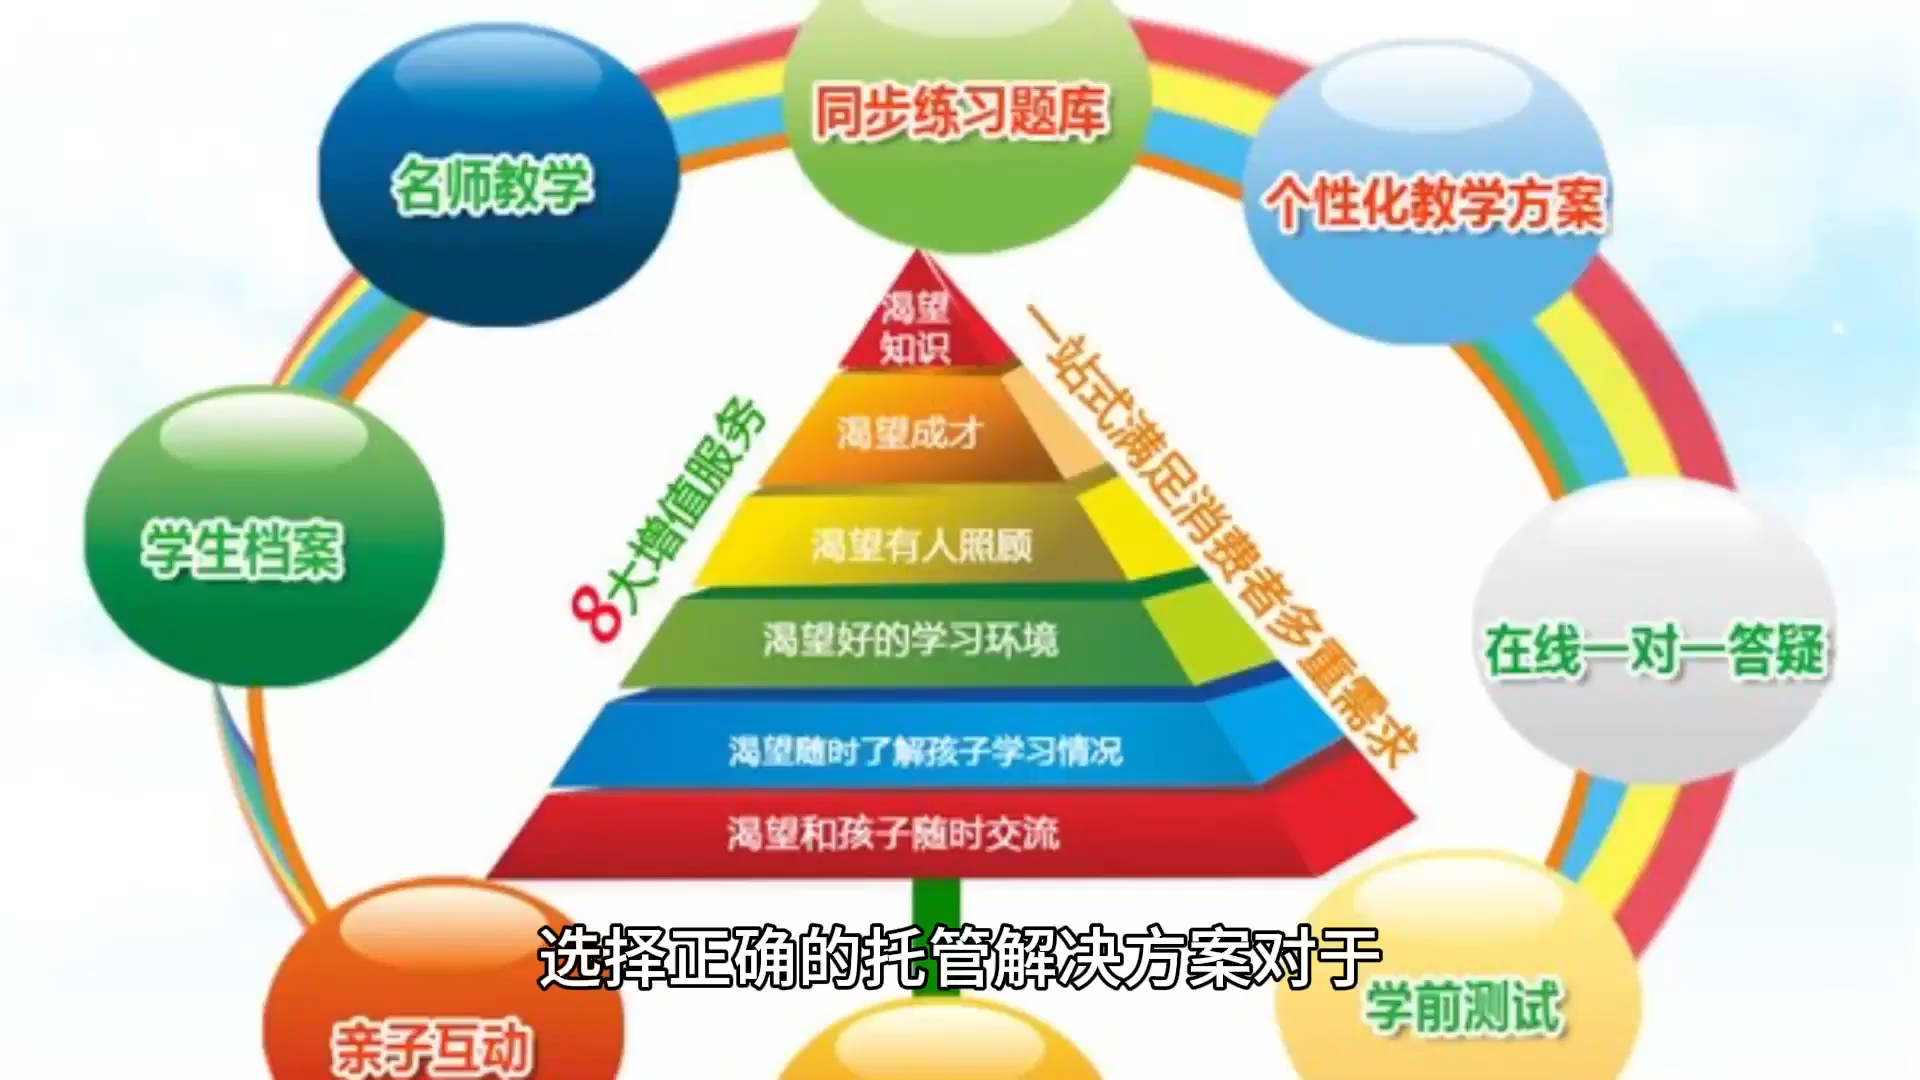 同步练习题库
名师教学
个性化教学方案
渴望
知识
一站式满足消费者多重需求
渴望成才
8大增值服务
渴望有人照顾
学生档案
渴望好的学习环境
在线一对一答疑
渴望随时了解孩子学习情况
渴望和孩子随时交流
选择正确的托管解决方案对于
学前测试
亲子互动